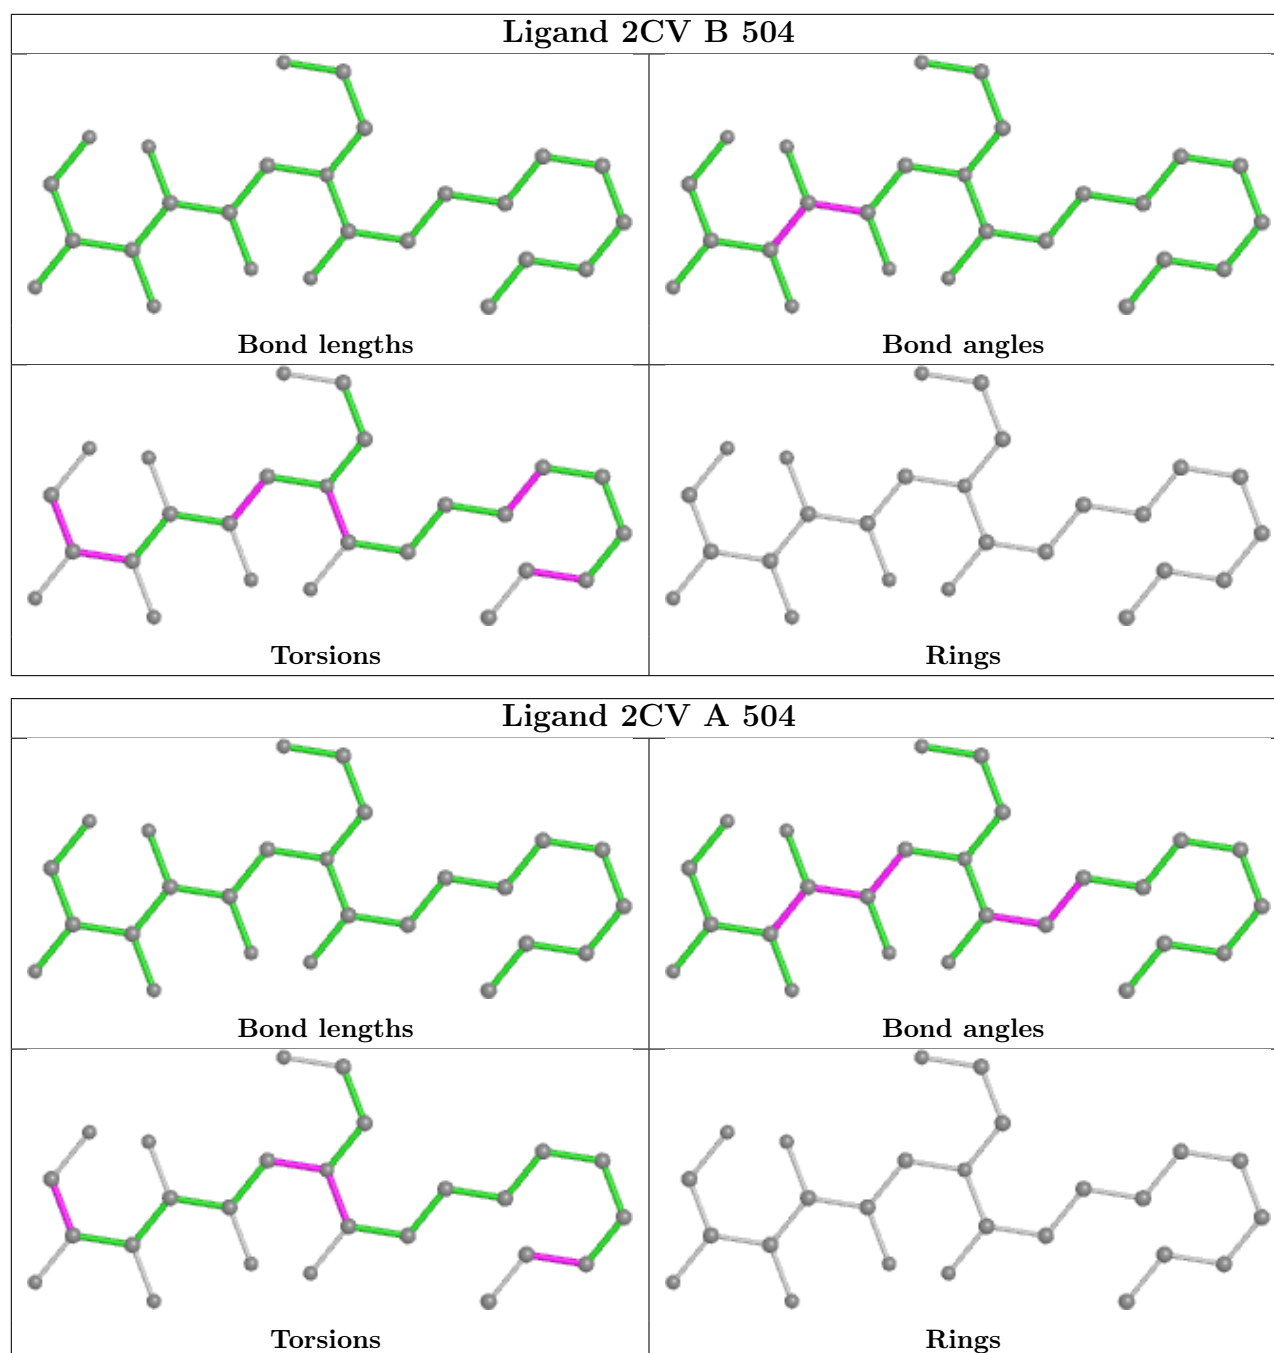 Ligand 2CV B 504
Bond lengths
Bond angles
Torsions
Rings
Ligand 2CV A 504
Bond lengths
Bond angles
Torsions
Rings